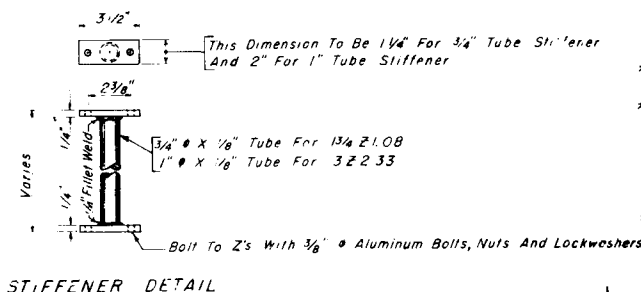 3 1/2"
This Dimension To Be 1 1/4" For 3/4" Tube Stiffener
And 2" For 1" Tube Stiffener
2 3/8"
1/4"
3/4" φ X 1/8" Tube For 1 3/4 Z 1.08
1" φ X 1/8" Tube For 3 Z 2.33
Varies
Fillet Weld
1/4"
Bolt To Z's With 3/8" φ Aluminum Bolts, Nuts And Lockweshers
STIFFENER DETAIL